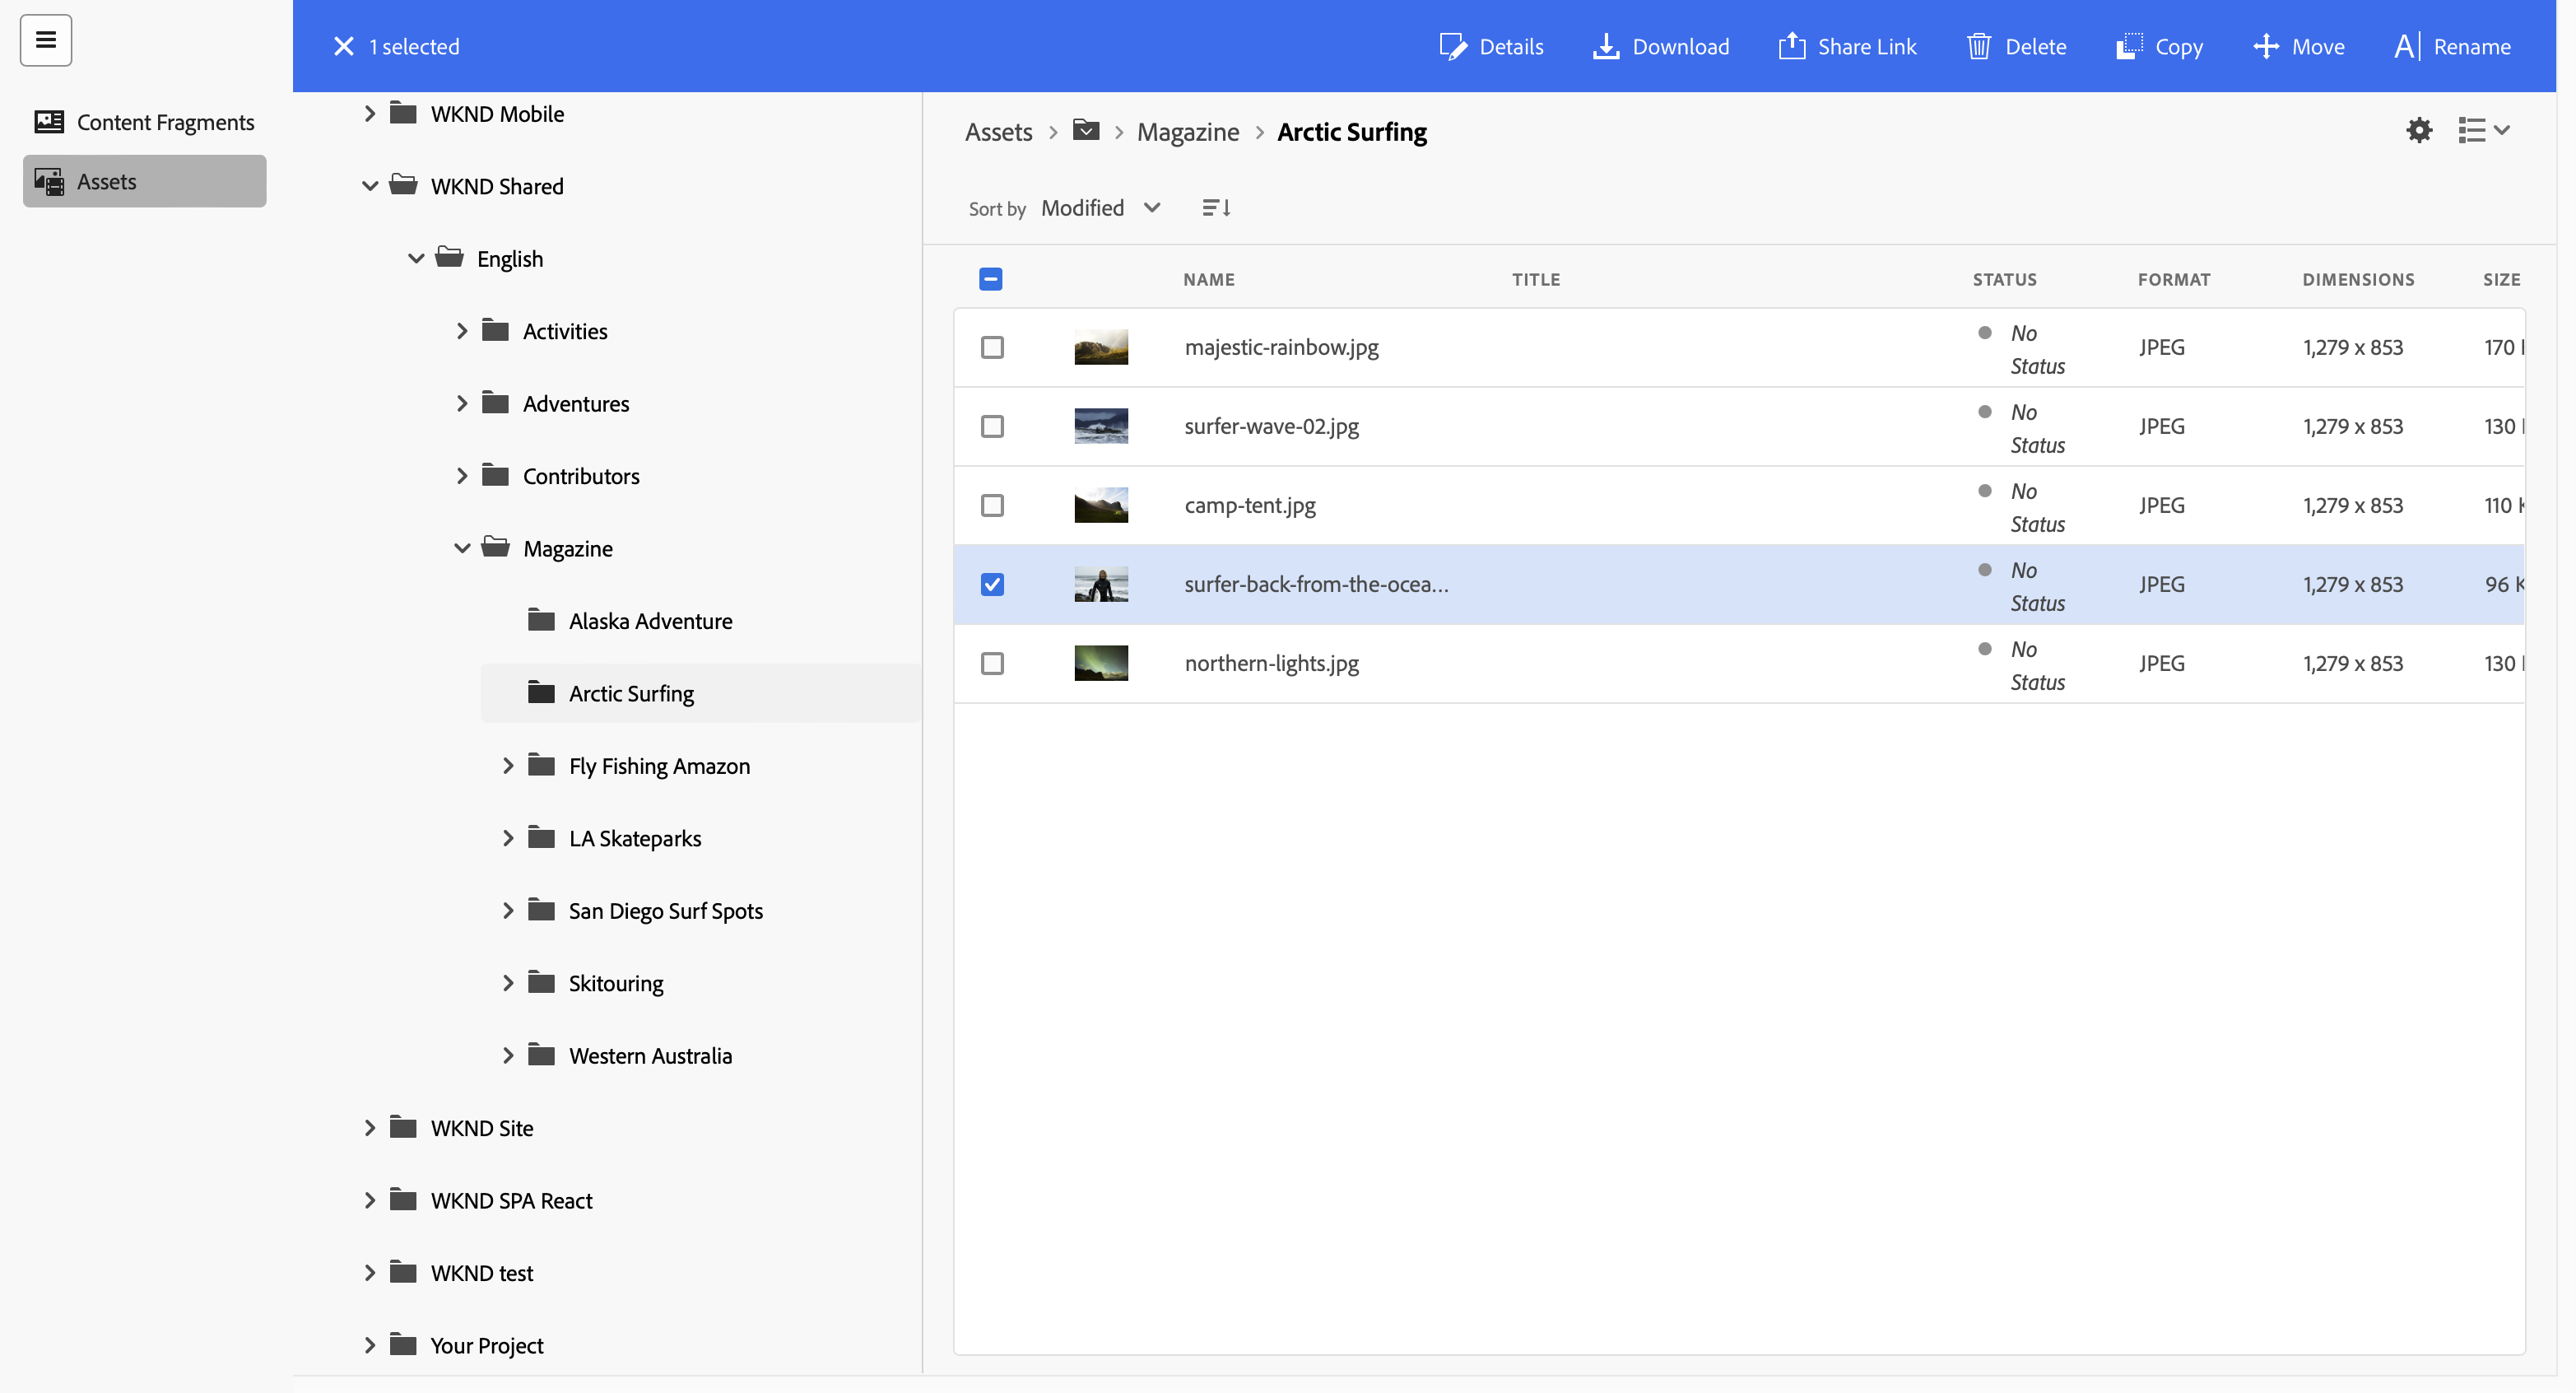 1 selected
Details
Download
Share Link
Delete
Copy
Move
Rename
Content Fragments
Assets
WKND Mobile
WKND Shared
English
Activities
Adventures
Contributors
Magazine
Alaska Adventure
Arctic Surfing
Fly Fishing Amazon
LA Skateparks
San Diego Surf Spots
Skitouring
Western Australia
WKND Site
WKND SPA React
WKND test
Your Project
Assets > > Magazine > Arctic Surfing
Sort by Modified
NAME TITLE STATUS FORMAT DIMENSIONS SIZE
majestic-rainbow.jpg No Status JPEG 1,279 x 853 170
surfer-wave-02.jpg No Status JPEG 1,279 x 853 130
camp-tent.jpg No Status JPEG 1,279 x 853 110
surfer-back-from-the-ocea... No Status JPEG 1,279 x 853 96
northern-lights.jpg No Status JPEG 1,279 x 853 130